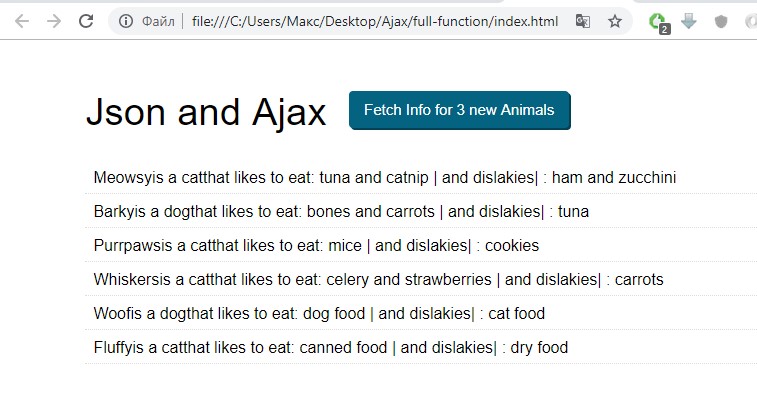 Файл | file:///C:/Users/Макс/Desktop/Ajax/full-function/index.html
2
Json and Ajax
Fetch Info for 3 new Animals
Meowsyis a catthat likes to eat: tuna and catnip | and dislakies| : ham and zucchini
Barkyis a dogthat likes to eat: bones and carrots | and dislakies| : tuna
Purrpawsis a catthat likes to eat: mice | and dislakies| : cookies
Whiskersis a catthat likes to eat: celery and strawberries | and dislakies| : carrots
Woofis a dogthat likes to eat: dog food | and dislakies| : cat food
Fluffyis a catthat likes to eat: canned food | and dislakies| : dry food